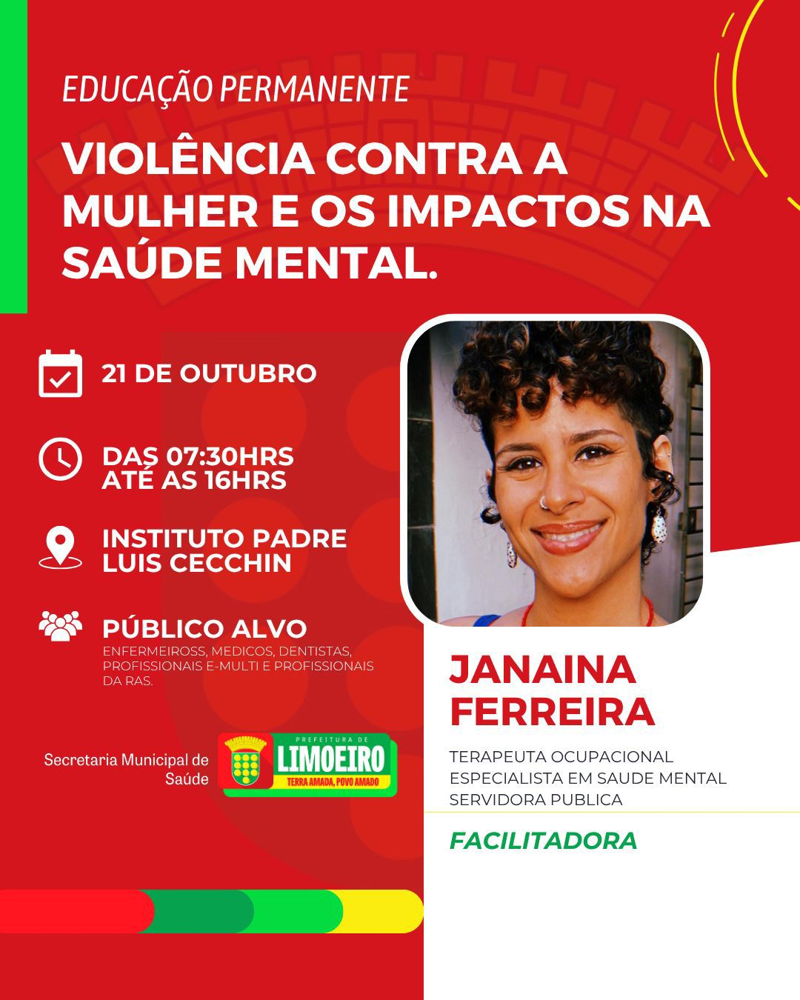 EDUCAÇÃO PERMANENTE
VIOLÊNCIA CONTRA A
MULHER E OS IMPACTOS NA
SAÚDE MENTAL.
21 DE OUTUBRO
DAS 07:30HRS
ATÉ AS 16HRS
INSTITUTO PADRE
LUIS CECCHIN
PÚBLICO ALVO
ENFERMEIROSS, MEDICOS, DENTISTAS,
PROFISSIONAIS E-MULTI E PROFISSIONAIS
DA RAS.
Secretaria Municipal de
Saúde
PREFEITURA DE
LIMOEIRO
TERRA AMADA, POVO AMADO
JANAINA
FERREIRA
TERAPEUTA OCUPACIONAL
ESPECIALISTA EM SAUDE MENTAL
SERVIDORA PUBLICA
FACILITADORA